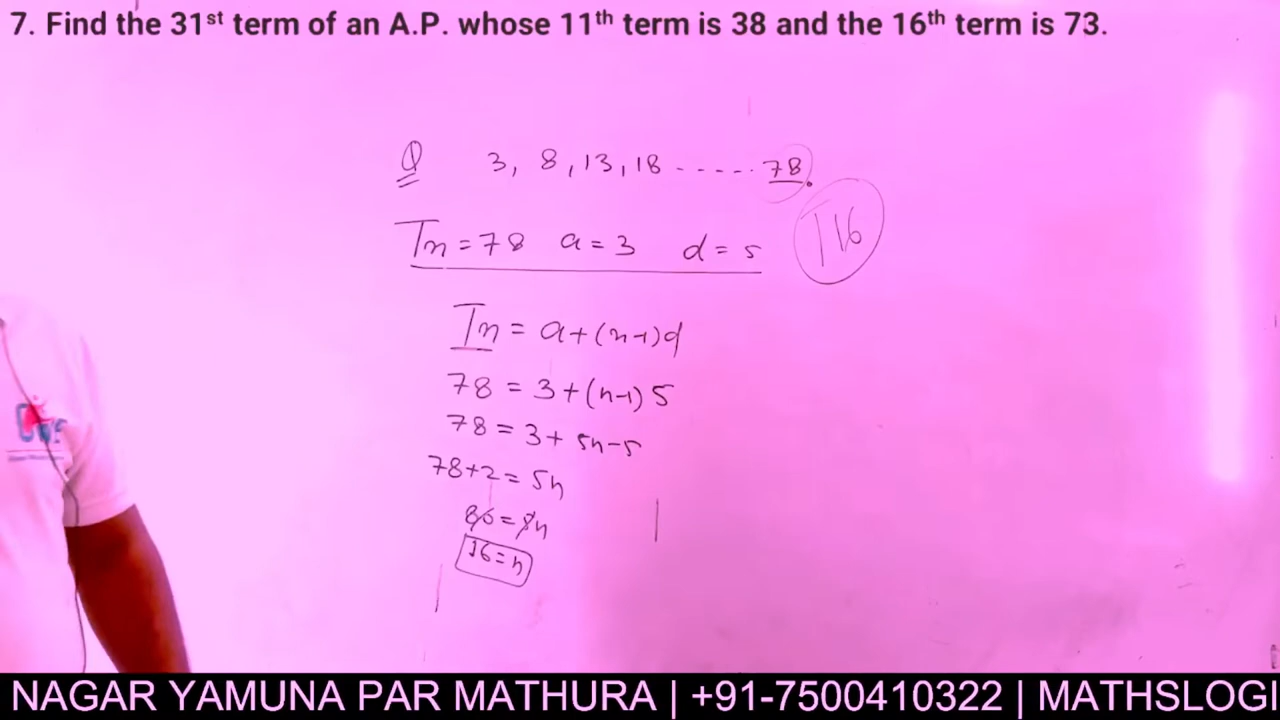 7. Find the 31st term of an A.P. whose 11th term is 38 and the 16th term is 73.
Q 3, 8, 13, 18 ------ 78.
Tn = 78 a = 3 d = 5 T16
Tn = a + (n-1)d
78 = 3 + (n-1) 5
78 = 3 + 5n - 5
78 + 2 = 5n
80 = 5n
16 = n
NAGAR YAMUNA PAR MATHURA | +91-7500410322 | MATHSLOGI